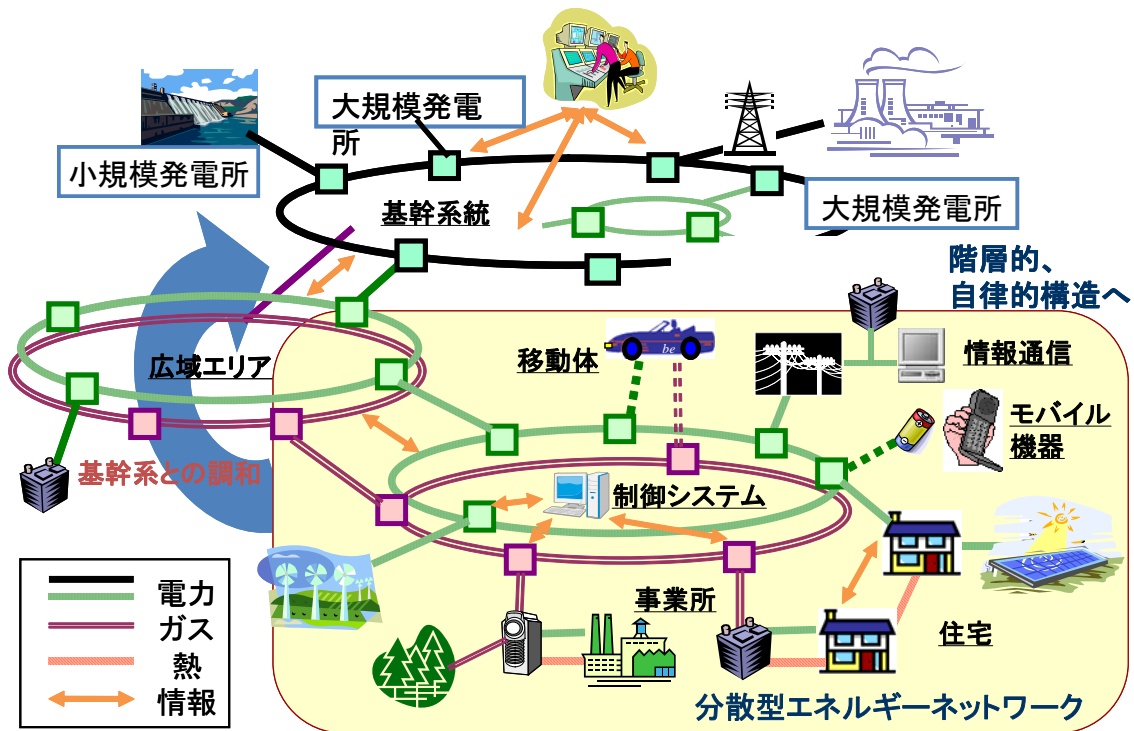 大規模発電
所
小規模発電所
基幹系統
大規模発電所
階層的、
自律的構造へ
広域エリア
移動体
be
情報通信
モバイル
機器
基幹系との調和
制御システム
電力
ガス
熱
情報
事業所
住宅
分散型エネルギーネットワーク